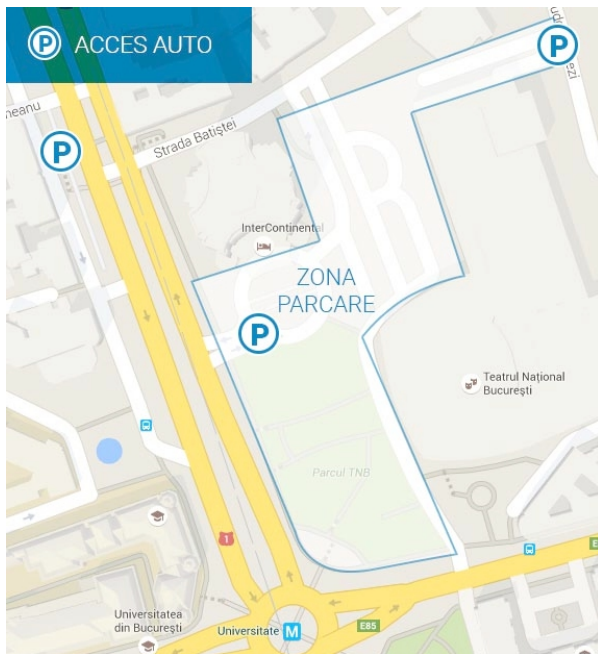 P ACCES AUTO
P
neanu
P
Strada Batiștei
InterContinental
ZONA
PARCARE
P
Teatrul Național
București
Parcul TNB
1
Universitatea
din București
Universitate M
E85